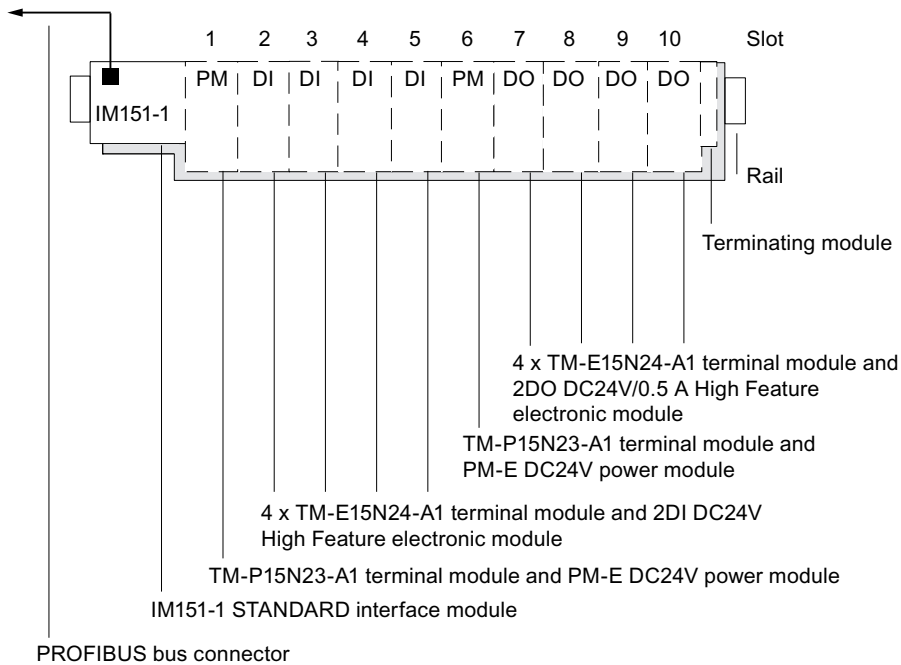 1 2 3 4 5 6 7 8 9 10 Slot
PM DI DI DI DI PM DO DO DO DO
IM151-1
Rail
Terminating module
4 x TM-E15N24-A1 terminal module and
2DO DC24V/0.5 A High Feature
electronic module
TM-P15N23-A1 terminal module and
PM-E DC24V power module
4 x TM-E15N24-A1 terminal module and 2DI DC24V
High Feature electronic module
TM-P15N23-A1 terminal module and PM-E DC24V power module
IM151-1 STANDARD interface module
PROFIBUS bus connector